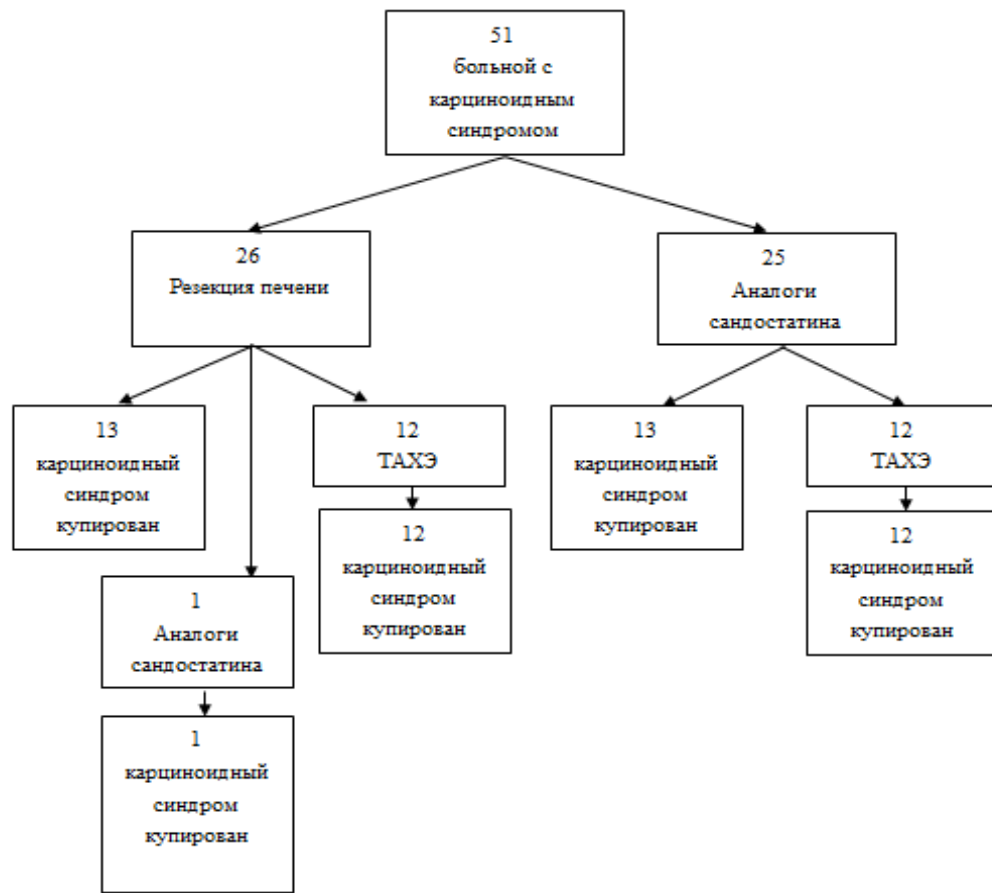 51
больной с
карциноидным
синдромом
26
Резекция печени
25
Аналоги
сандостатина
13
карциноидный
синдром
купирован
12
ТАХЭ
13
карциноидный
синдром
купирован
12
ТАХЭ
12
карциноидный
синдром
купирован
12
карциноидный
синдром
купирован
1
Аналоги
сандостатина
1
карциноидный
синдром
купирован